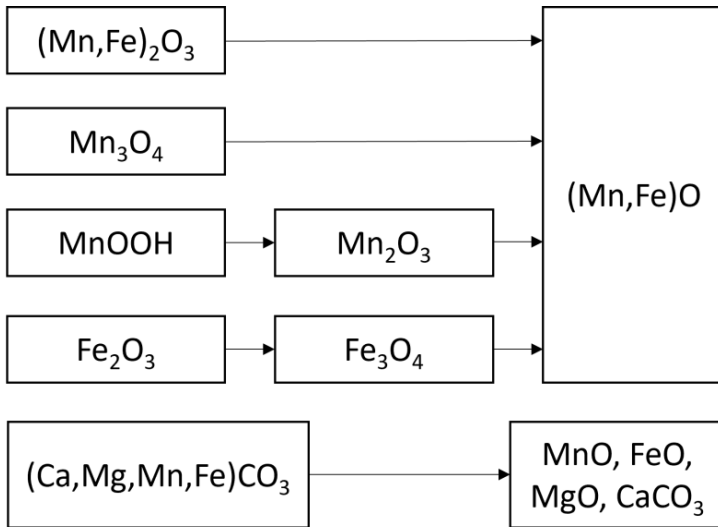 (Mn,Fe)₂O₃
Mn₃O₄
MnOOH
Mn₂O₃
Fe₂O₃
Fe₃O₄
(Mn,Fe)O
(Ca,Mg,Mn,Fe)CO₃
MnO, FeO,
MgO, CaCO₃